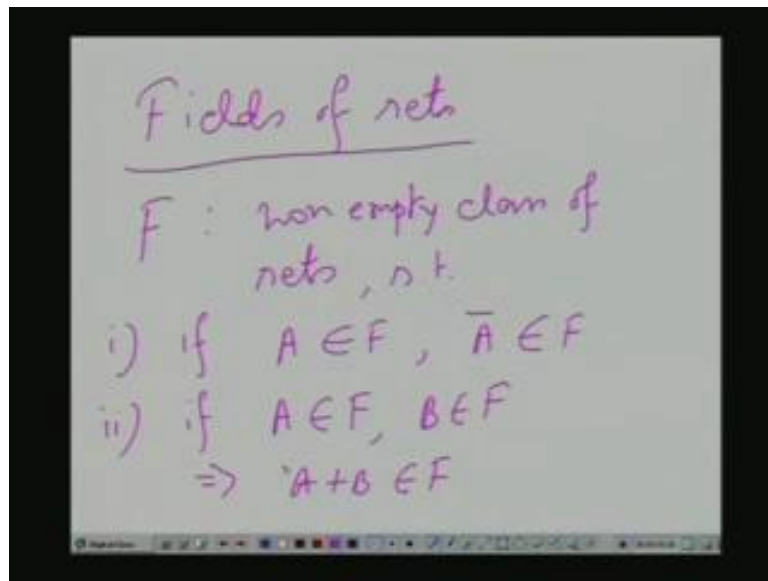 Fields of sets
F : non empty class of
sets, s t.
i) if A ∈ F, A̅ ∈ F
ii) if A ∈ F, B ∈ F
=> A + B ∈ F